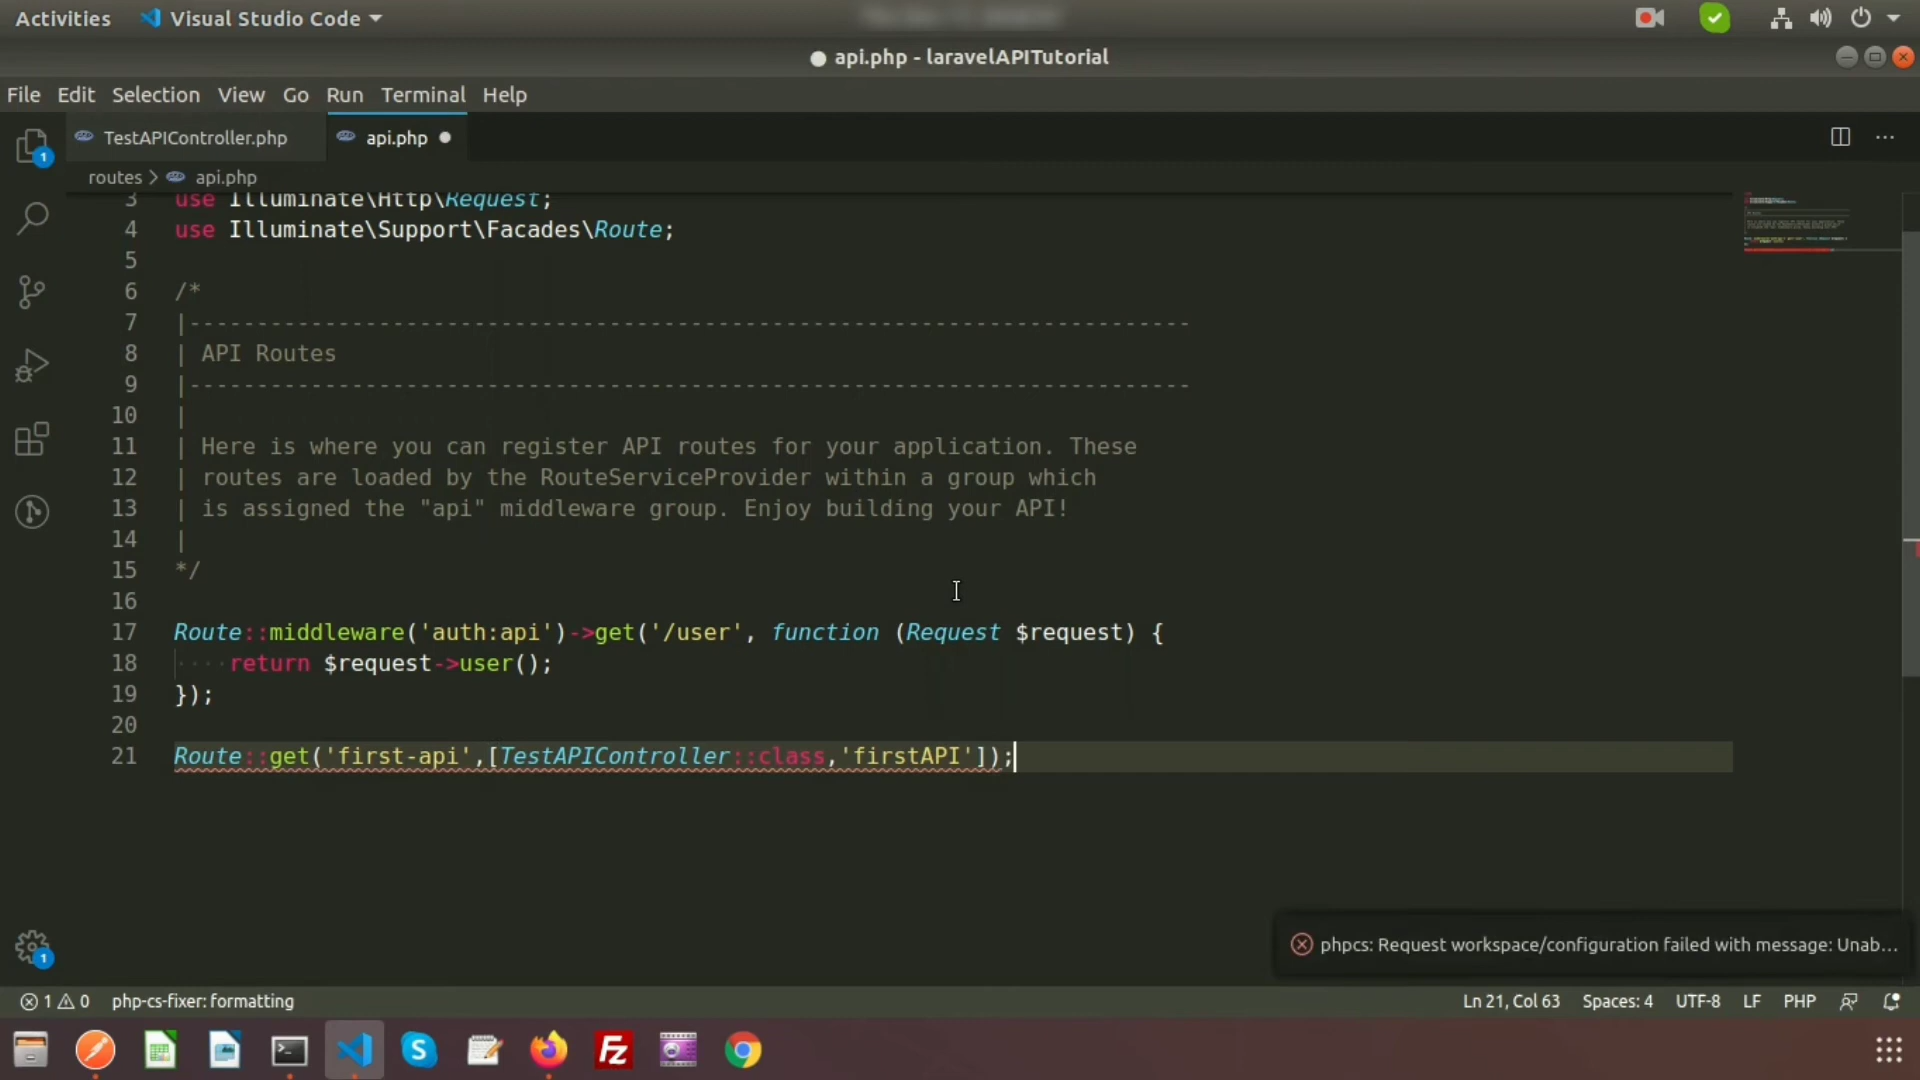 Activities
Visual Studio Code
api.php - laravelAPITutorial
File Edit Selection View Go Run Terminal Help
TestAPIController.php
api.php
routes > api.php
3 use Illuminate\Http\Request;
4 use Illuminate\Support\Facades\Route;
5
6 /*
7 |--------------------------------------------------------------------------
8 | API Routes
9 |--------------------------------------------------------------------------
10 |
11 | Here is where you can register API routes for your application. These
12 | routes are loaded by the RouteServiceProvider within a group which
13 | is assigned the "api" middleware group. Enjoy building your API!
14 |
15 */
16
17 Route::middleware('auth:api')->get('/user', function (Request $request) {
18 ····return $request->user();
19 });
20
21 Route::get('first-api',[TestAPIController::class,'firstAPI']);
1
1
phpcs: Request workspace/configuration failed with message: Unab...
1 0 php-cs-fixer: formatting
Ln 21, Col 63 Spaces: 4 UTF-8 LF PHP
S
Fz